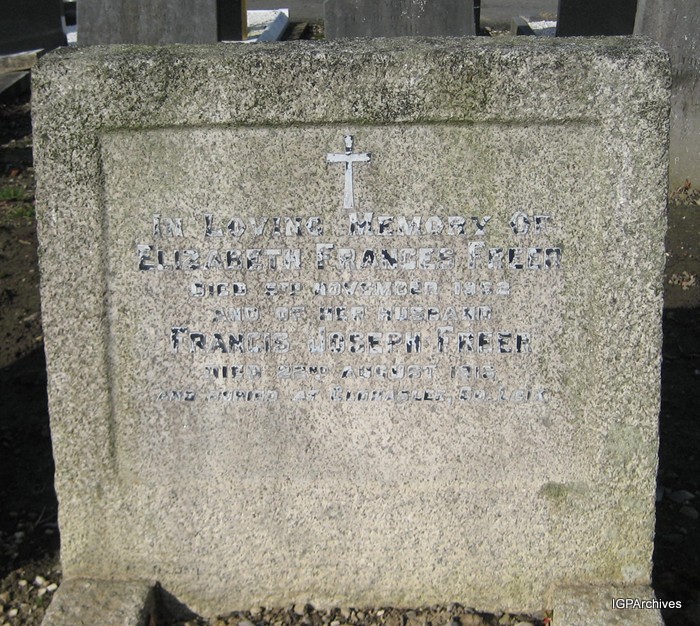 In Loving Memory Of
Elizabeth Frances Freer
Died November
And Of Her Husband
Francis Joseph Freer
Died 22nd August
And Buried At
IGPArchives